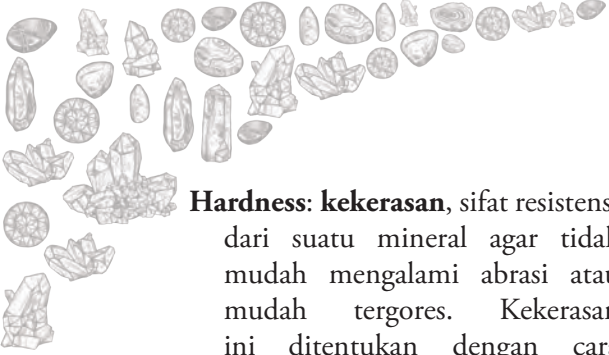 Hardness: kekerasan, sifat resistens
dari suatu mineral agar tidak
mudah mengalami abrasi atau
mudah tergores. Kekerasan
ini ditentukan dengan cara